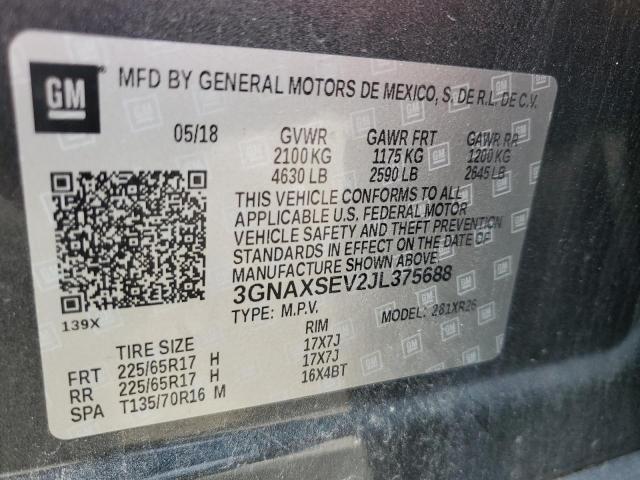 GM
MFD BY GENERAL MOTORS DE MEXICO, S. DE R.L. DE C.V.
05/18 GVWR GAWR FRT GAWR RR
2100 KG 1175 KG 1200 KG
4630 LB 2590 LB 2645 LB
THIS VEHICLE CONFORMS TO ALL
APPLICABLE U.S. FEDERAL MOTOR
VEHICLE SAFETY AND THEFT PREVENTION
STANDARDS IN EFFECT ON THE DATE OF
MANUFACTURE SHOWN ABOVE.
3GNAXSEV2JL375688
139X
TYPE: M.P.V. MODEL: 281XR26
TIRE SIZE RIM
FRT 225/65R17 H 17X7J
RR 225/65R17 H 17X7J
SPA T135/70R16 M 16X4BT